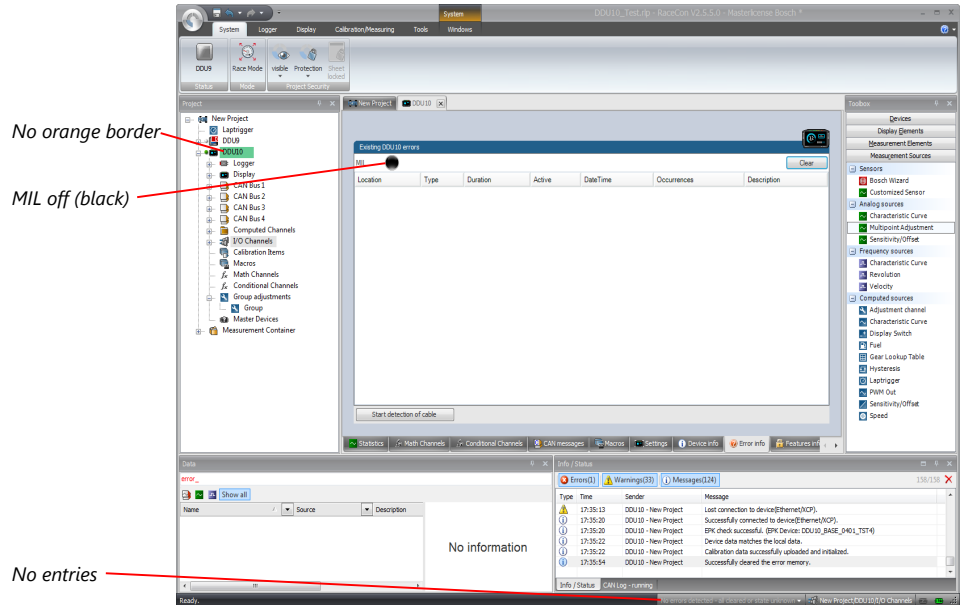 System
DDU10_Test.rlp - RaceCon V2.5.5.0 - Masterlicense Bosch *
System Logger Display Calibration/Measuring Tools Windows
DDU9 Race Mode visible Protection Sheet locked
Status Mode Project Security
Project
New Project
Laptrigger
DDU9
DDU10
Logger
Display
CAN Bus 1
CAN Bus 2
CAN Bus 3
CAN Bus 4
Computed Channels
I/O Channels
Calibration Items
Macros
Math Channels
Conditional Channels
Group adjustments
Group
Master Devices
Measurement Container
No orange border
MIL off (black)
No entries
New Project DDU10
Existing DDU10 errors
MIL Clear
Location Type Duration Active DateTime Occurrences Description
Start detection of cable
Statistics Math Channels Conditional Channels CAN messages Macros Settings Device info Error info Features inf
Toolbox
Devices
Display Elements
Measurement Elements
Measurement Sources
Sensors
Bosch Wizard
Customized Sensor
Analog sources
Characteristic Curve
Multipoint Adjustment
Sensitivity/Offset
Frequency sources
Characteristic Curve
Revolution
Velocity
Computed sources
Adjustment channel
Characteristic Curve
Display Switch
Fuel
Gear Lookup Table
Hysteresis
Laptrigger
PWM Out
Sensitivity/Offset
Speed
Data
error_
Show all
Name Source Description
No information
Info / Status
Errors(1) Warnings(33) Messages(124) 158/158
Type Time Sender Message
17:35:13 DDU10 - New Project Lost connection to device(Ethernet/XCP).
17:35:20 DDU10 - New Project Successfully connected to device(Ethernet/XCP).
17:35:20 DDU10 - New Project EPK check successful. (EPK Device: DDU10_BASE_0401_TST4)
17:35:22 DDU10 - New Project Device data matches the local data.
17:35:22 DDU10 - New Project Calibration data successfully uploaded and initialized.
17:35:54 DDU10 - New Project Successfully cleared the error memory.
Info / Status CAN Log - running
Ready.
New Project/DDU10/I/O Channels